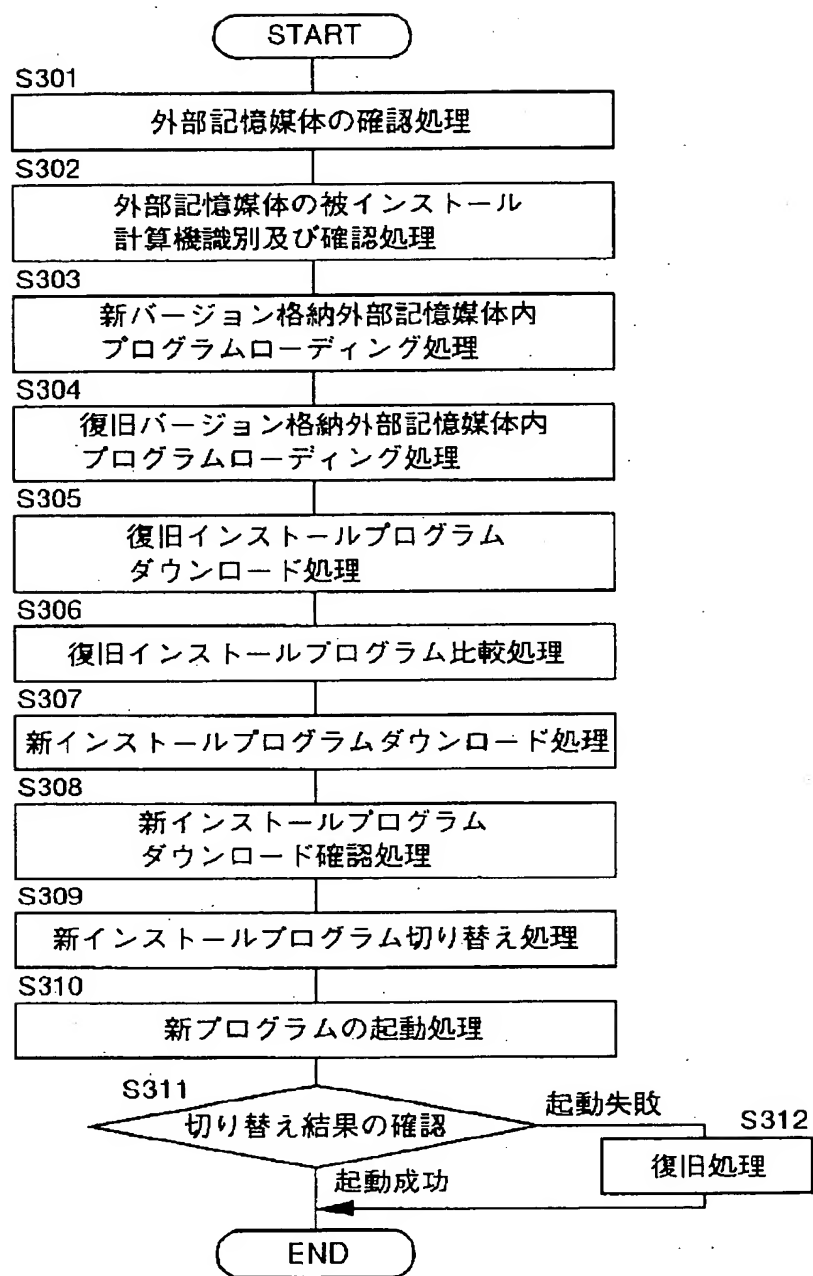 START
S301
外部記憶媒体の確認処理
S302
外部記憶媒体の被インストール
計算機識別及び確認処理
S303
新バージョン格納外部記憶媒体内
プログラムローディング処理
S304
復旧バージョン格納外部記憶媒体内
プログラムローディング処理
S305
復旧インストールプログラム
ダウンロード処理
S306
復旧インストールプログラム比較処理
S307
新インストールプログラムダウンロード処理
S308
新インストールプログラム
ダウンロード確認処理
S309
新インストールプログラム切り替え処理
S310
新プログラムの起動処理
S311
切り替え結果の確認
起動失敗
S312
復旧処理
起動成功
END